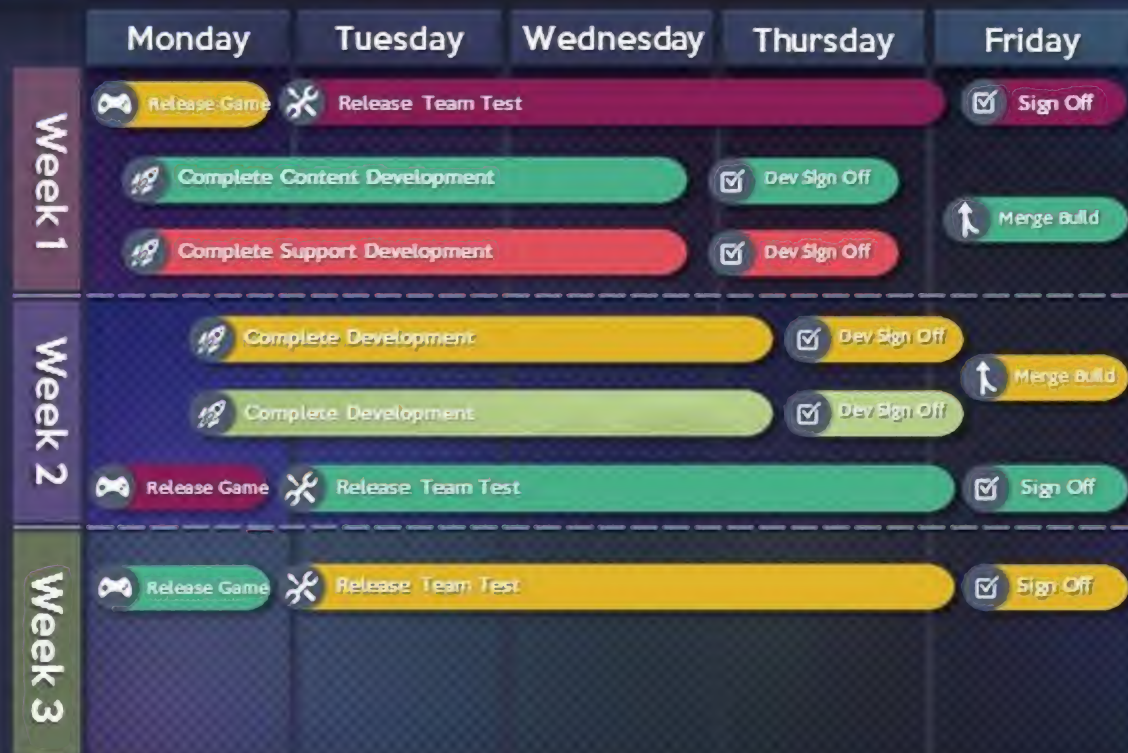 Monday Tuesday Wednesday Thursday Friday
Week 1
Release Game Release Team Test Sign Off
Complete Content Development Dev Sign Off
Merge Build
Complete Support Development Dev Sign Off
Week 2
Complete Development Dev Sign Off
Merge Build
Complete Development Dev Sign Off
Release Game Release Team Test Sign Off
Week 3
Release Game Release Team Test Sign Off